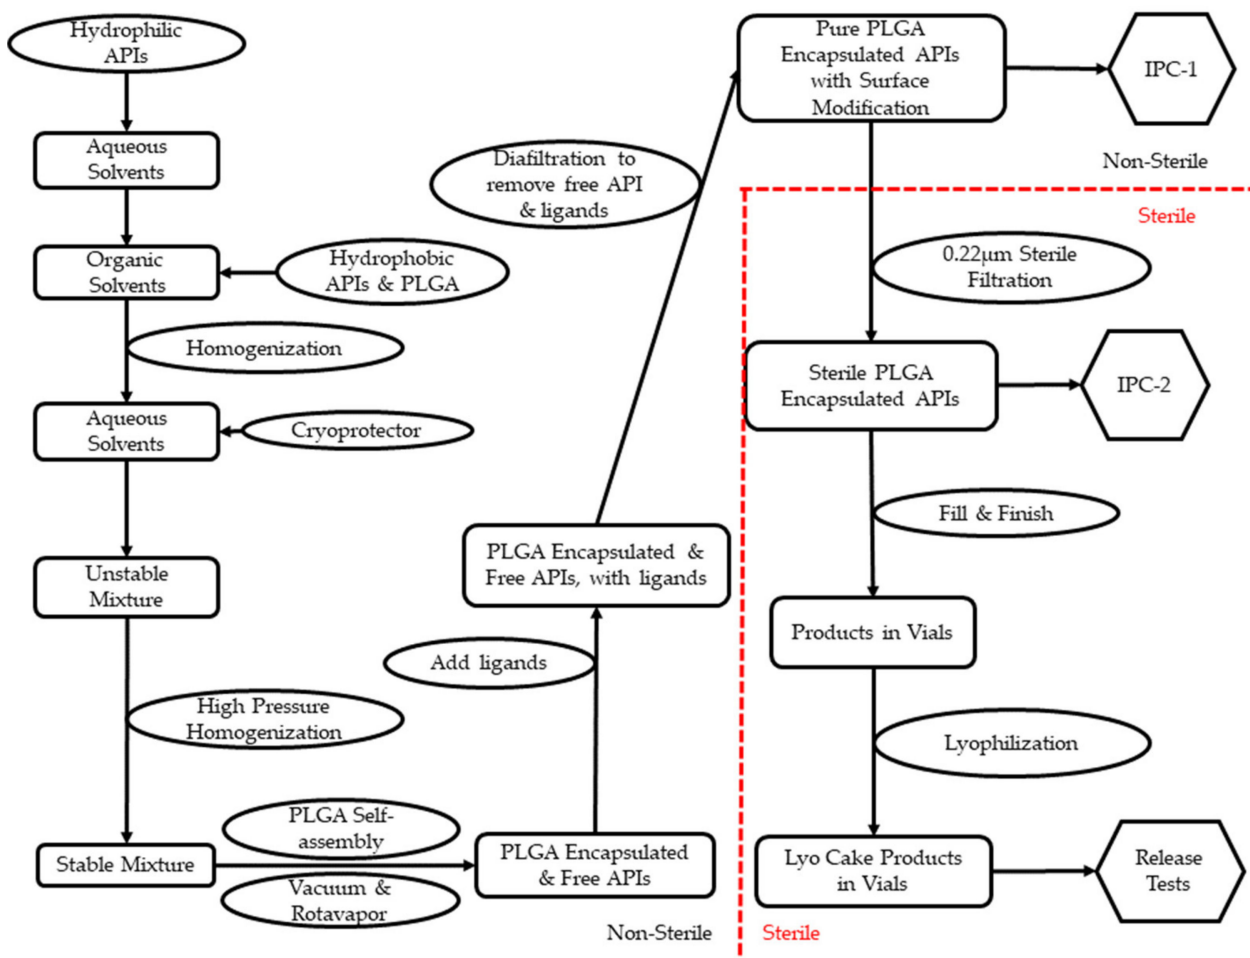 Hydrophilic
APIs
Aqueous
Solvents
Organic
Solvents
Hydrophobic
APIs & PLGA
Homogenization
Aqueous
Solvents
Cryoprotector
Unstable
Mixture
High Pressure
Homogenization
Stable Mixture
PLGA Self-
assembly
Vacuum &
Rotavapor
PLGA Encapsulated
& Free APIs
Add ligands
PLGA Encapsulated &
Free APIs, with ligands
Diafiltration to
remove free API
& ligands
Non-Sterile
Pure PLGA
Encapsulated APIs
with Surface
Modification
IPC-1
Non-Sterile
Sterile
0.22μm Sterile
Filtration
Sterile PLGA
Encapsulated APIs
IPC-2
Fill & Finish
Products in Vials
Lyophilization
Lyo Cake Products
in Vials
Release
Tests
Sterile